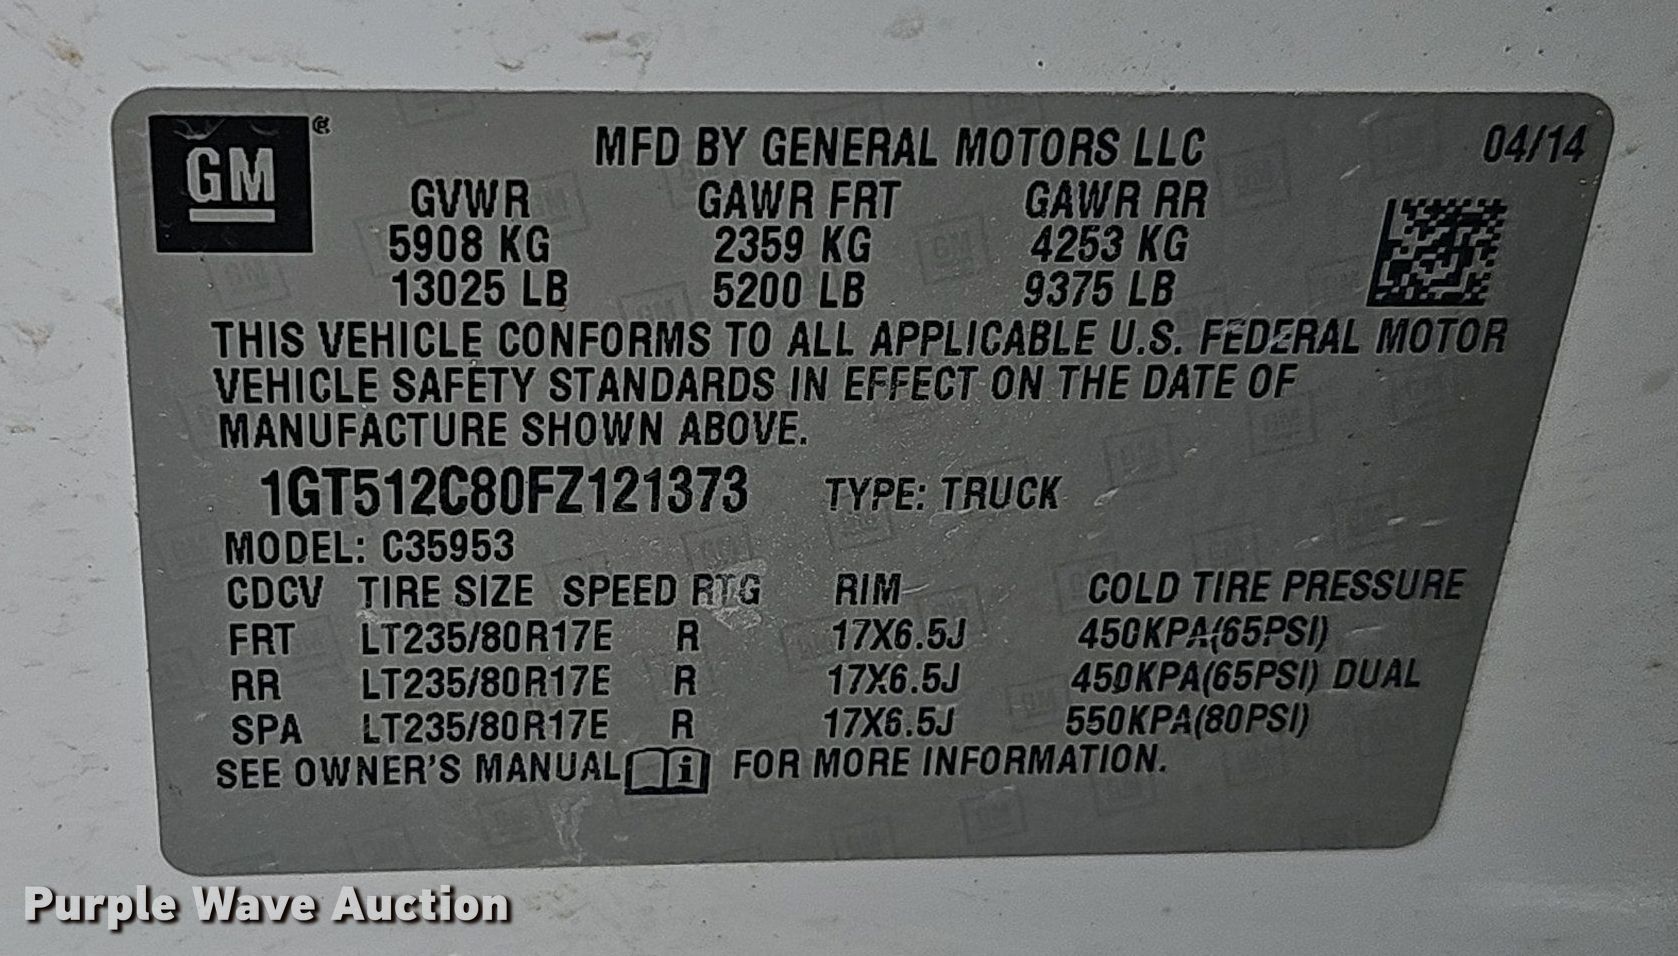 GM ® MFD BY GENERAL MOTORS LLC 04/14
GVWR GAWR FRT GAWR RR
5908 KG 2359 KG 4253 KG
13025 LB 5200 LB 9375 LB
THIS VEHICLE CONFORMS TO ALL APPLICABLE U.S. FEDERAL MOTOR
VEHICLE SAFETY STANDARDS IN EFFECT ON THE DATE OF
MANUFACTURE SHOWN ABOVE.
1GT512C80FZ121373 TYPE: TRUCK
MODEL: C35953
CDCV TIRE SIZE SPEED RTG RIM COLD TIRE PRESSURE
FRT LT235/80R17E R 17X6.5J 450KPA(65PSI)
RR LT235/80R17E R 17X6.5J 450KPA(65PSI) DUAL
SPA LT235/80R17E R 17X6.5J 550KPA(80PSI)
SEE OWNER'S MANUAL i FOR MORE INFORMATION.
Purple Wave Auction